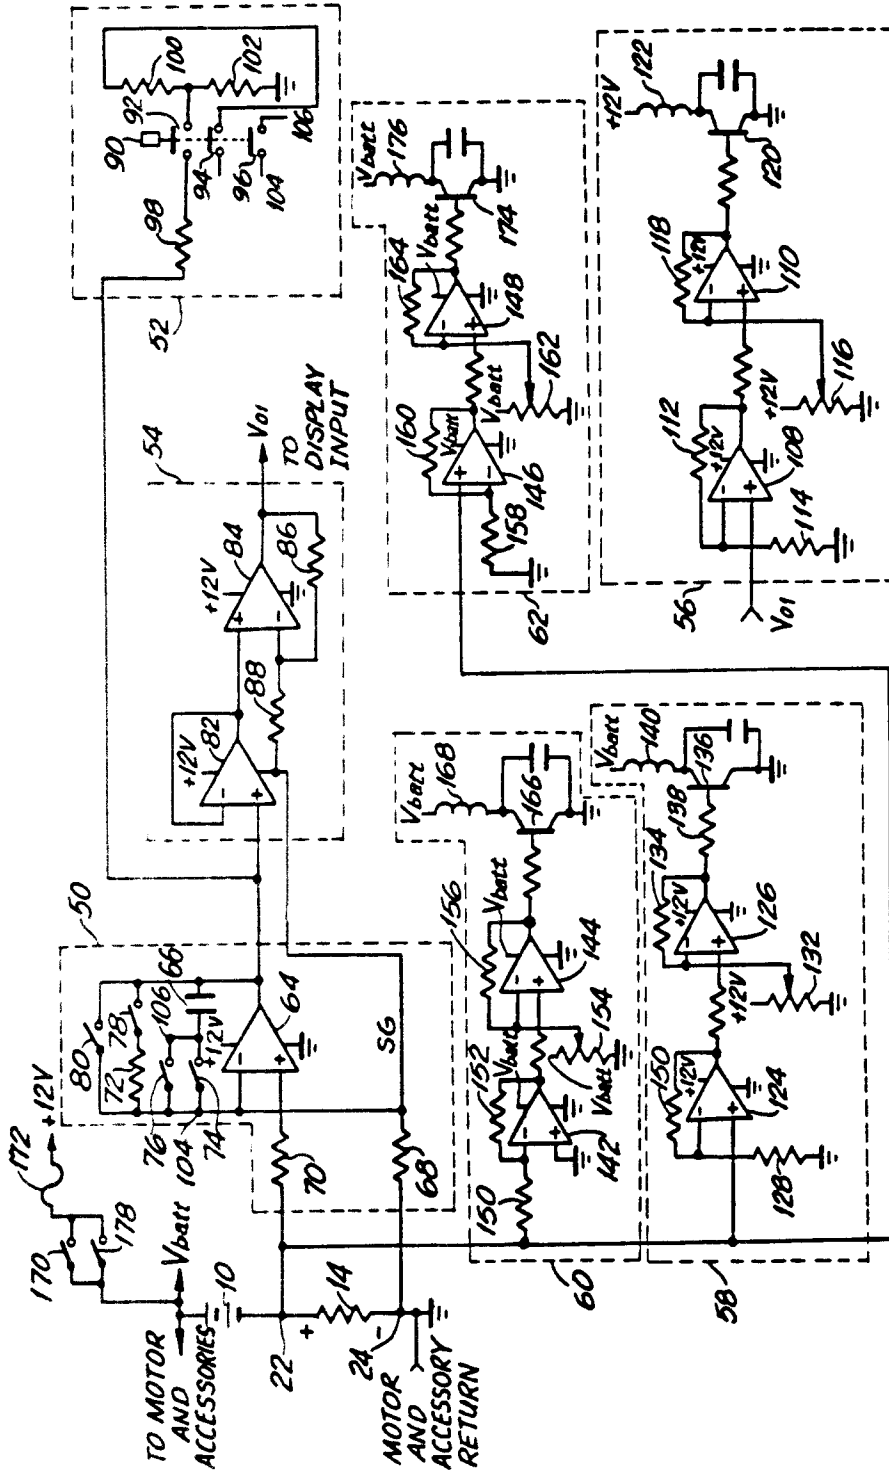 TO MOTOR
AND
ACCESSORIES
170
172
+12V
178
Vbatt
10
22
+
14
24
-
MOTOR
AND
ACCESSORY
RETURN
50
80
72
78
76
106
66
104
74
+12V
-
+
64
70
68
SG
54
+12V
82
-
+
88
+12V
84
+
-
86
V01
TO
DISPLAY
INPUT
52
98
90
92
94
96
104
106
100
102
60
150
152
Vbatt
-
+
142
Vbatt
154
156
Vbatt
-
+
144
166
Vbatt
168
58
128
150
+12V
-
+
124
+12V
132
134
+12V
-
+
126
138
136
Vbatt
140
62
158
160
Vbatt
+
-
146
Vbatt
162
164
Vbatt
-
+
148
174
Vbatt
176
56
V01
114
112
+12V
-
+
108
+12V
116
118
+12V
-
+
110
120
+12V
122